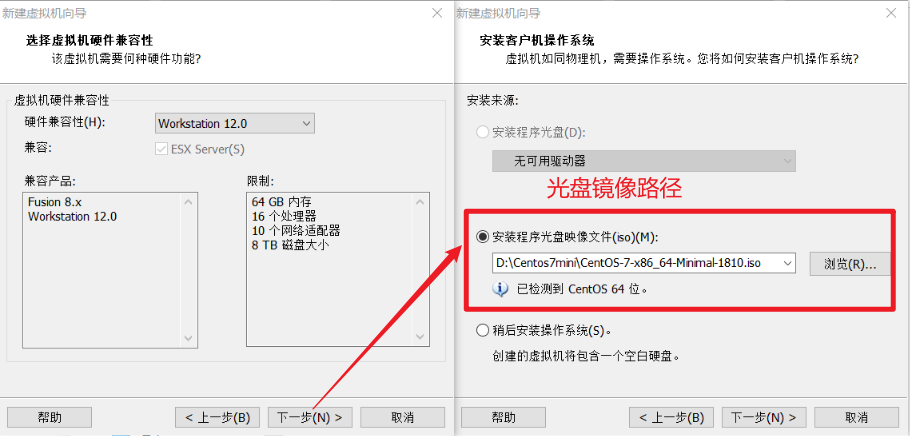 新建虚拟机向导
选择虚拟机硬件兼容性
该虚拟机需要何种硬件功能?
虚拟机硬件兼容性
硬件兼容性(H):
Workstation 12.0
兼容:
ESX Server(S)
兼容产品:
Fusion 8.x
Workstation 12.0
限制:
64 GB 内存
16 个处理器
10 个网络适配器
8 TB 磁盘大小
帮助
< 上一步(B)
下一步(N) >
取消
新建虚拟机向导
安装客户机操作系统
虚拟机如同物理机，需要操作系统。您将如何安装客户机操作系统?
安装来源:
安装程序光盘(D):
无可用驱动器
光盘镜像路径
安装程序光盘映像文件(iso)(M):
D:\Centos7mini\CentOS-7-x86_64-Minimal-1810.iso
浏览(R)...
已检测到 CentOS 64 位。
稍后安装操作系统(S)。
创建的虚拟机将包含一个空白硬盘。
帮助
< 上一步(B)
下一步(N) >
取消